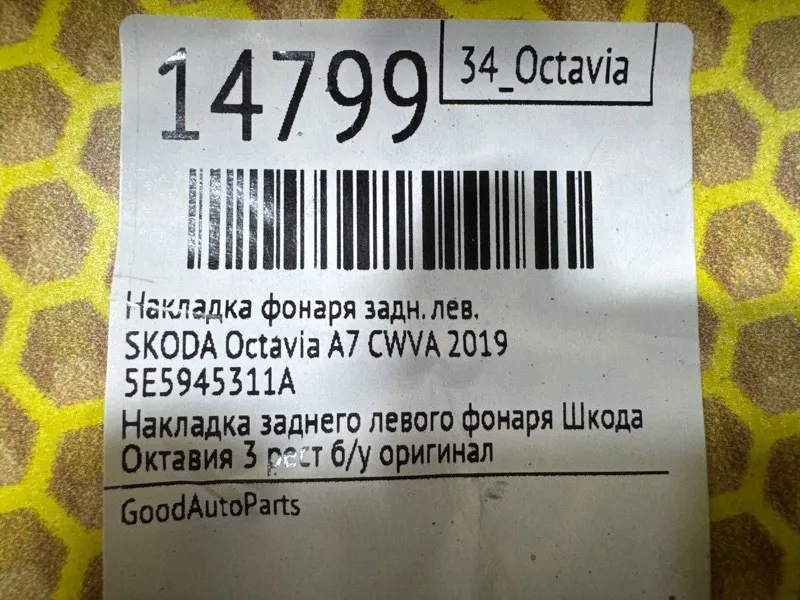 14799
34_Octavia
Накладка фонаря задн. лев.
SKODA Octavia A7 CWVA 2019
5E5945311A
Накладка заднего левого фонаря Шкода
Октавия 3 рест б/у оригинал
GoodAutoParts